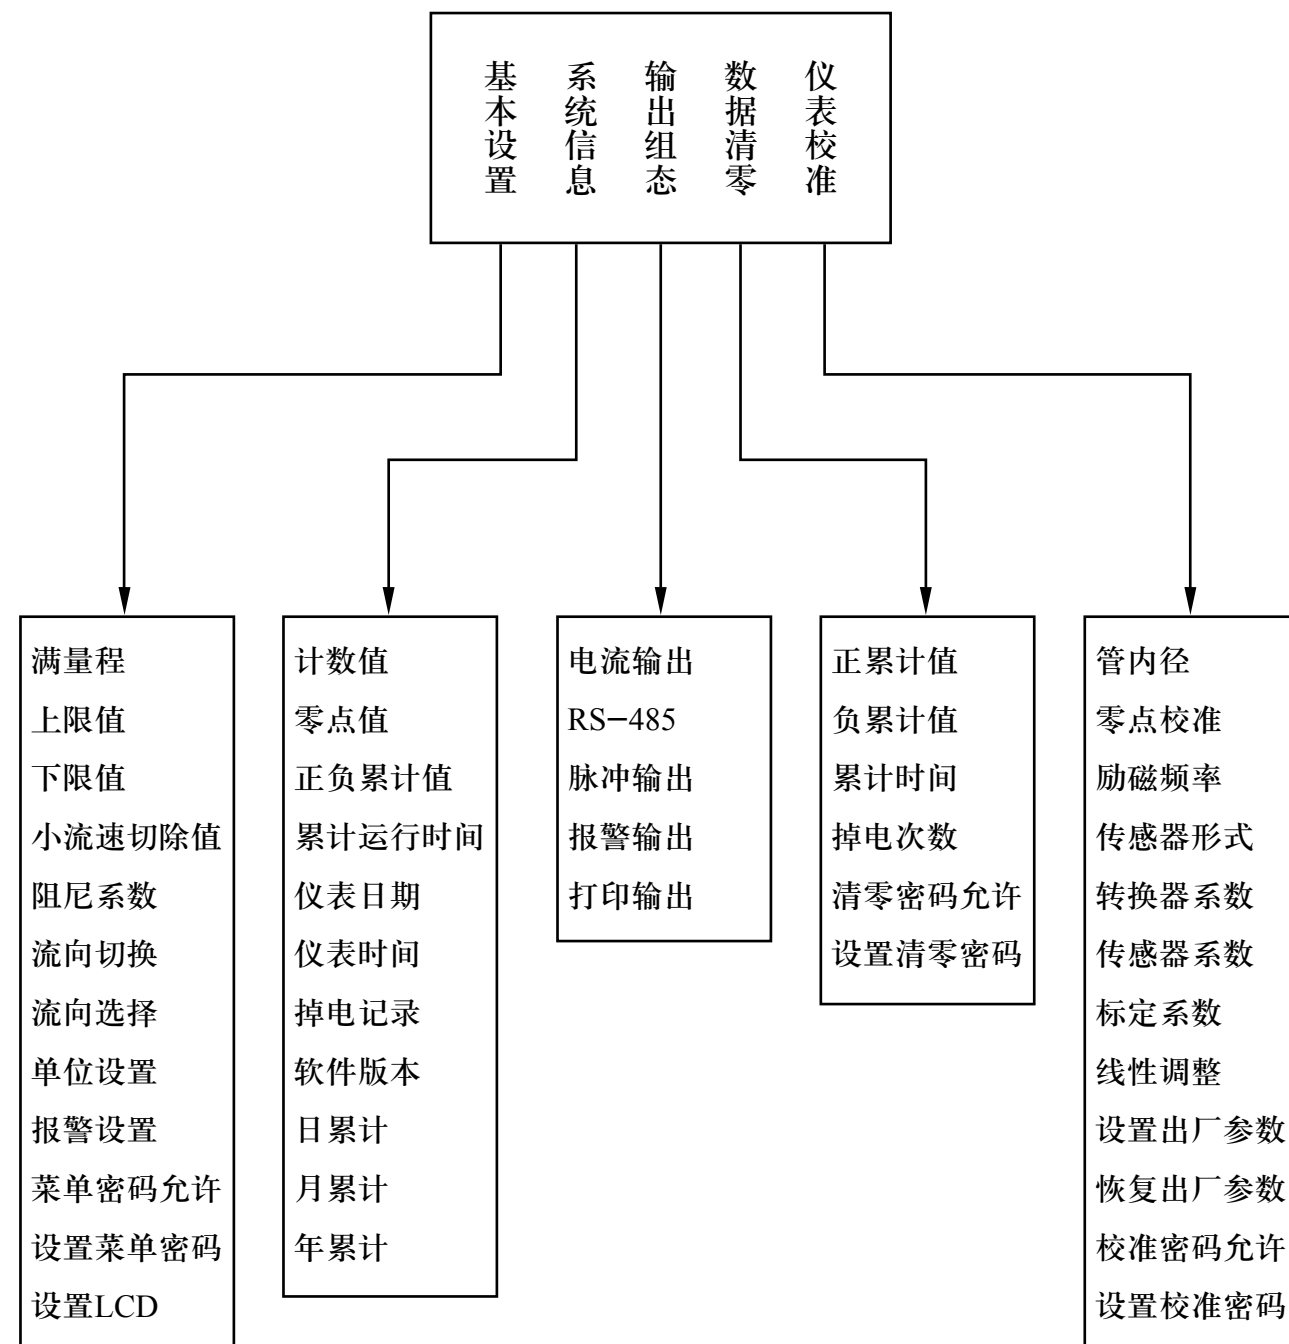 基本设置
系统信息
输出组态
数据清零
仪表校准
满量程
上限值
下限值
小流速切除值
阻尼系数
流向切换
流向选择
单位设置
报警设置
菜单密码允许
设置菜单密码
设置LCD
计数值
零点值
正负累计值
累计运行时间
仪表日期
仪表时间
掉电记录
软件版本
日累计
月累计
年累计
电流输出
RS-485
脉冲输出
报警输出
打印输出
正累计值
负累计值
累计时间
掉电次数
清零密码允许
设置清零密码
管内径
零点校准
励磁频率
传感器形式
转换器系数
传感器系数
标定系数
线性调整
设置出厂参数
恢复出厂参数
校准密码允许
设置校准密码